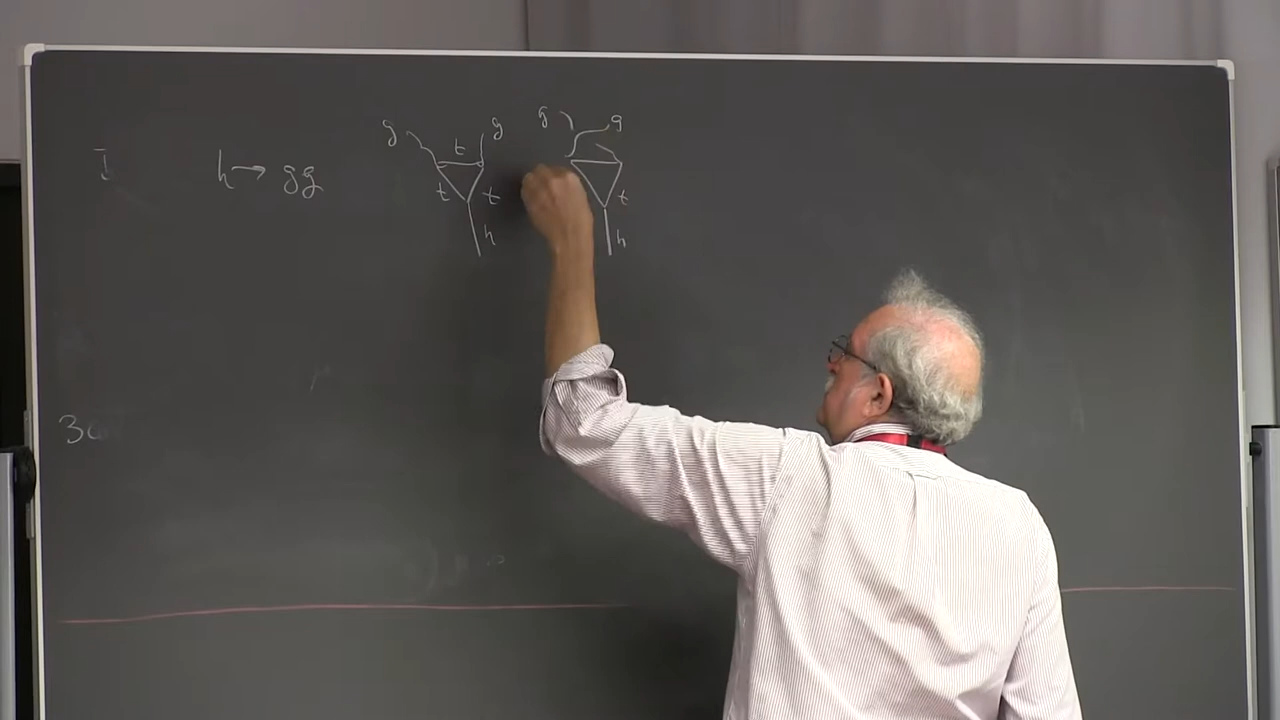 I h → gg
g t g
t t
h
g g
t
h
3